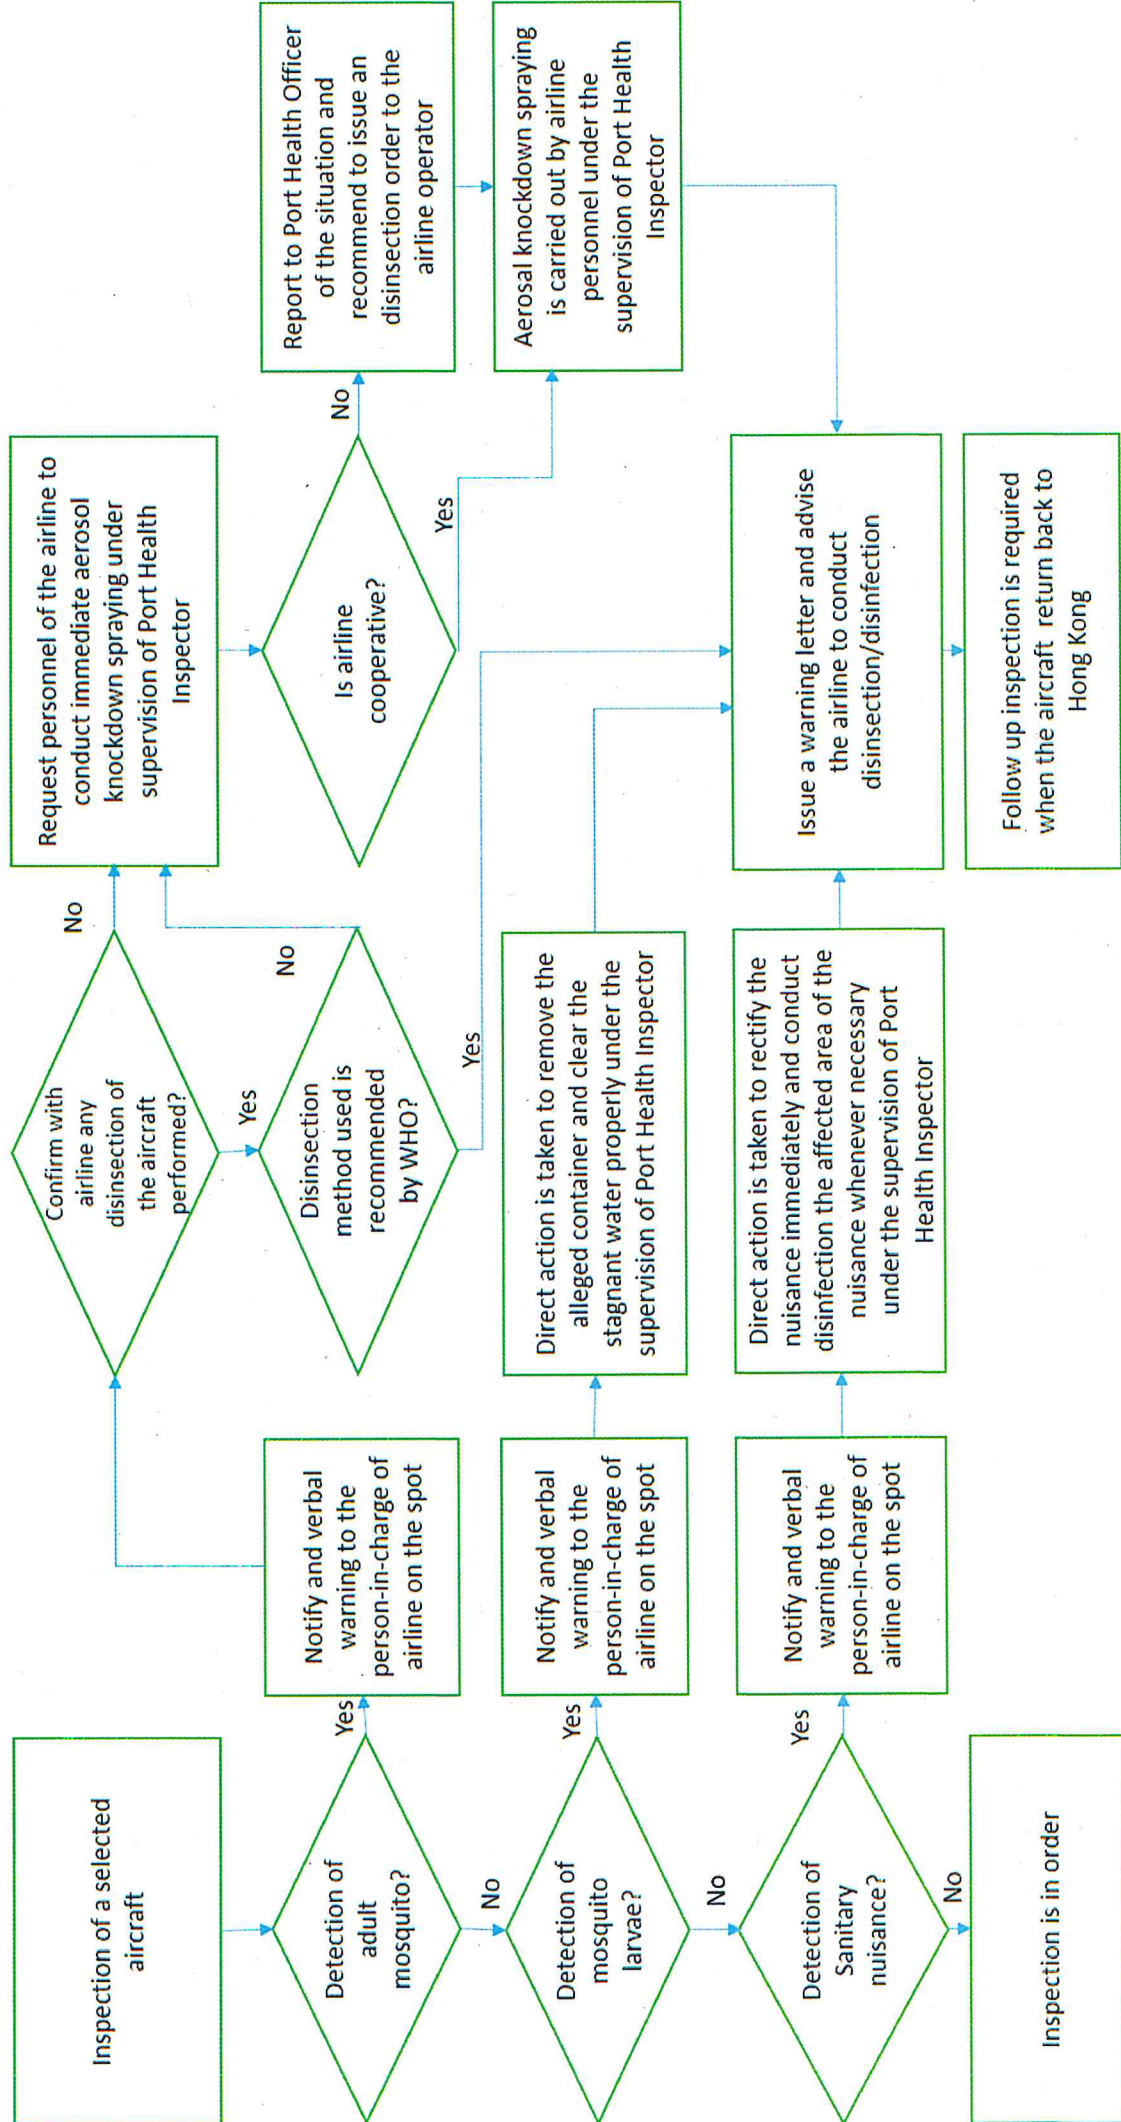 Inspection of a selected
aircraft
Detection of
adult
mosquito?
Yes
No
Notify and verbal
warning to the
person-in-charge of
airline on the spot
Confirm with
airline any
disinsection of
the aircraft
performed?
No
Yes
Disinsection
method used is
recommended
by WHO?
No
Yes
Request personnel of the airline to
conduct immediate aerosol
knockdown spraying under
supervision of Port Health
Inspector
Is airline
cooperative?
No
Yes
Report to Port Health Officer
of the situation and
recommend to issue an
disinsection order to the
airline operator
Aerosal knockdown spraying
is carried out by airline
personnel under the
supervision of Port Health
Inspector
Detection of
mosquito
larvae?
Yes
No
Notify and verbal
warning to the
person-in-charge of
airline on the spot
Direct action is taken to remove the
alleged container and clear the
stagnant water properly under the
supervision of Port Health Inspector
Detection of
Sanitary
nuisance?
Yes
No
Notify and verbal
warning to the
person-in-charge of
airline on the spot
Direct action is taken to rectify the
nuisance immediately and conduct
disinfection the affected area of the
nuisance whenever necessary
under the supervision of Port
Health Inspector
Issue a warning letter and advise
the airline to conduct
disinsection/disinfection
Inspection is in order
Follow up inspection is required
when the aircraft return back to
Hong Kong